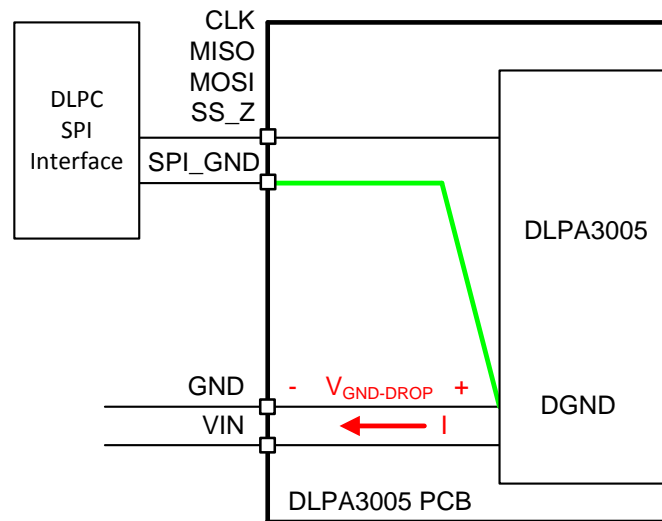 CLK
MISO
MOSI
SS_Z
DLPC
SPI
Interface
SPI_GND
DLPA3005
GND
- VGND-DROP +
DGND
VIN
I
DLPA3005 PCB